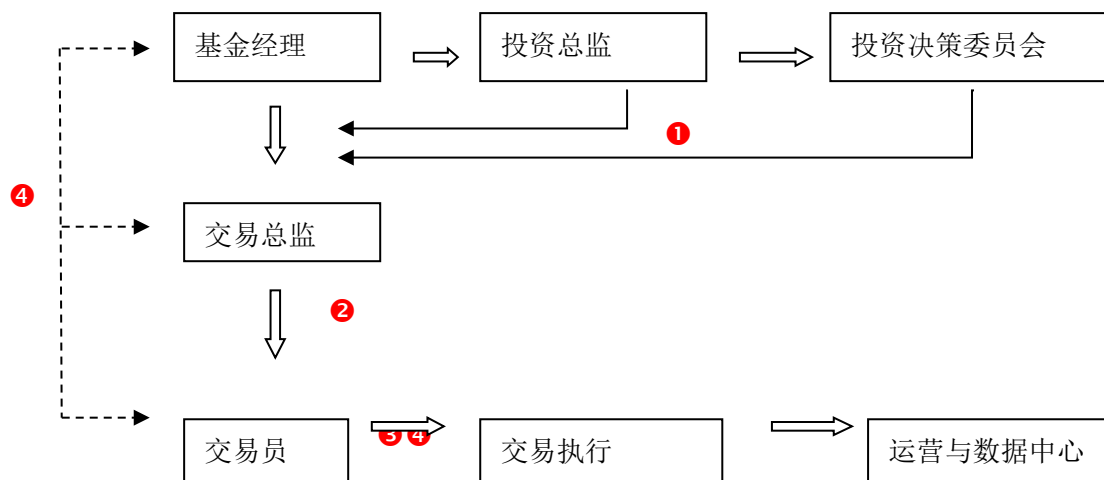 基金经理
投资总监
投资决策委员会
❶
❹
交易总监
❷
交易员
❸❹
交易执行
运营与数据中心